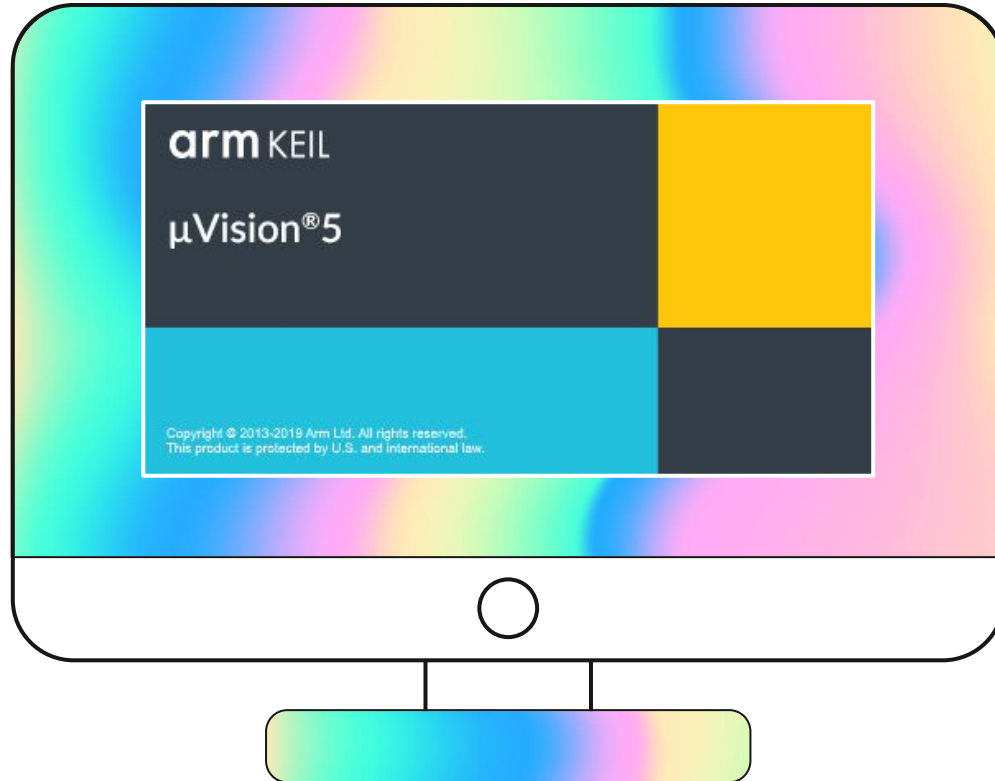 arm KEIL
µVision®5
Copyright © 2013-2019 Arm Ltd. All rights reserved.
This product is protected by U.S. and international law.